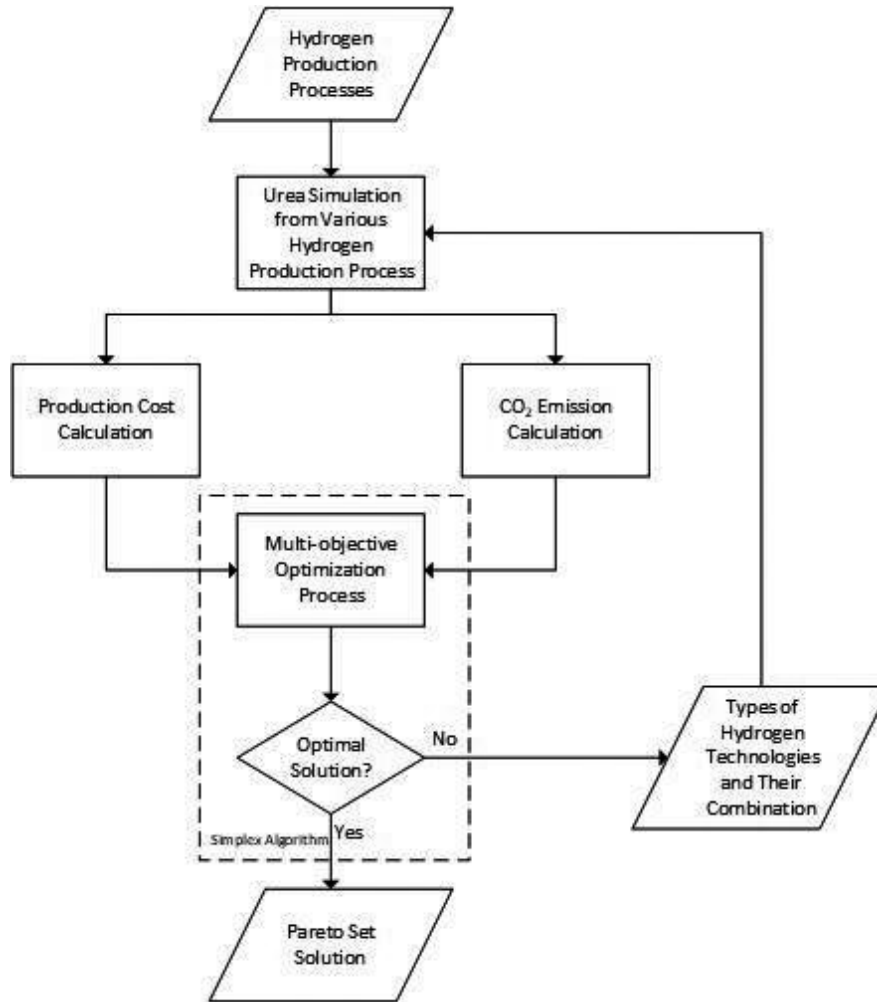 Hydrogen
Production
Processes
Urea Simulation
from Various
Hydrogen
Production Process
Production Cost
Calculation
CO₂ Emission
Calculation
Multi-objective
Optimization
Process
Optimal
Solution?
No
Types of
Hydrogen
Technologies
and Their
Combination
Yes
Simplex Algorithm
Pareto Set
Solution